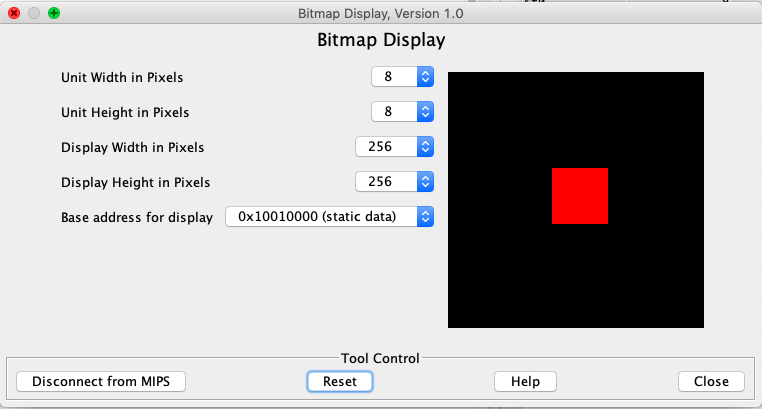 Bitmap Display, Version 1.0
Bitmap Display
Unit Width in Pixels 8
Unit Height in Pixels 8
Display Width in Pixels 256
Display Height in Pixels 256
Base address for display 0x10010000 (static data)
Tool Control
Disconnect from MIPS Reset Help Close